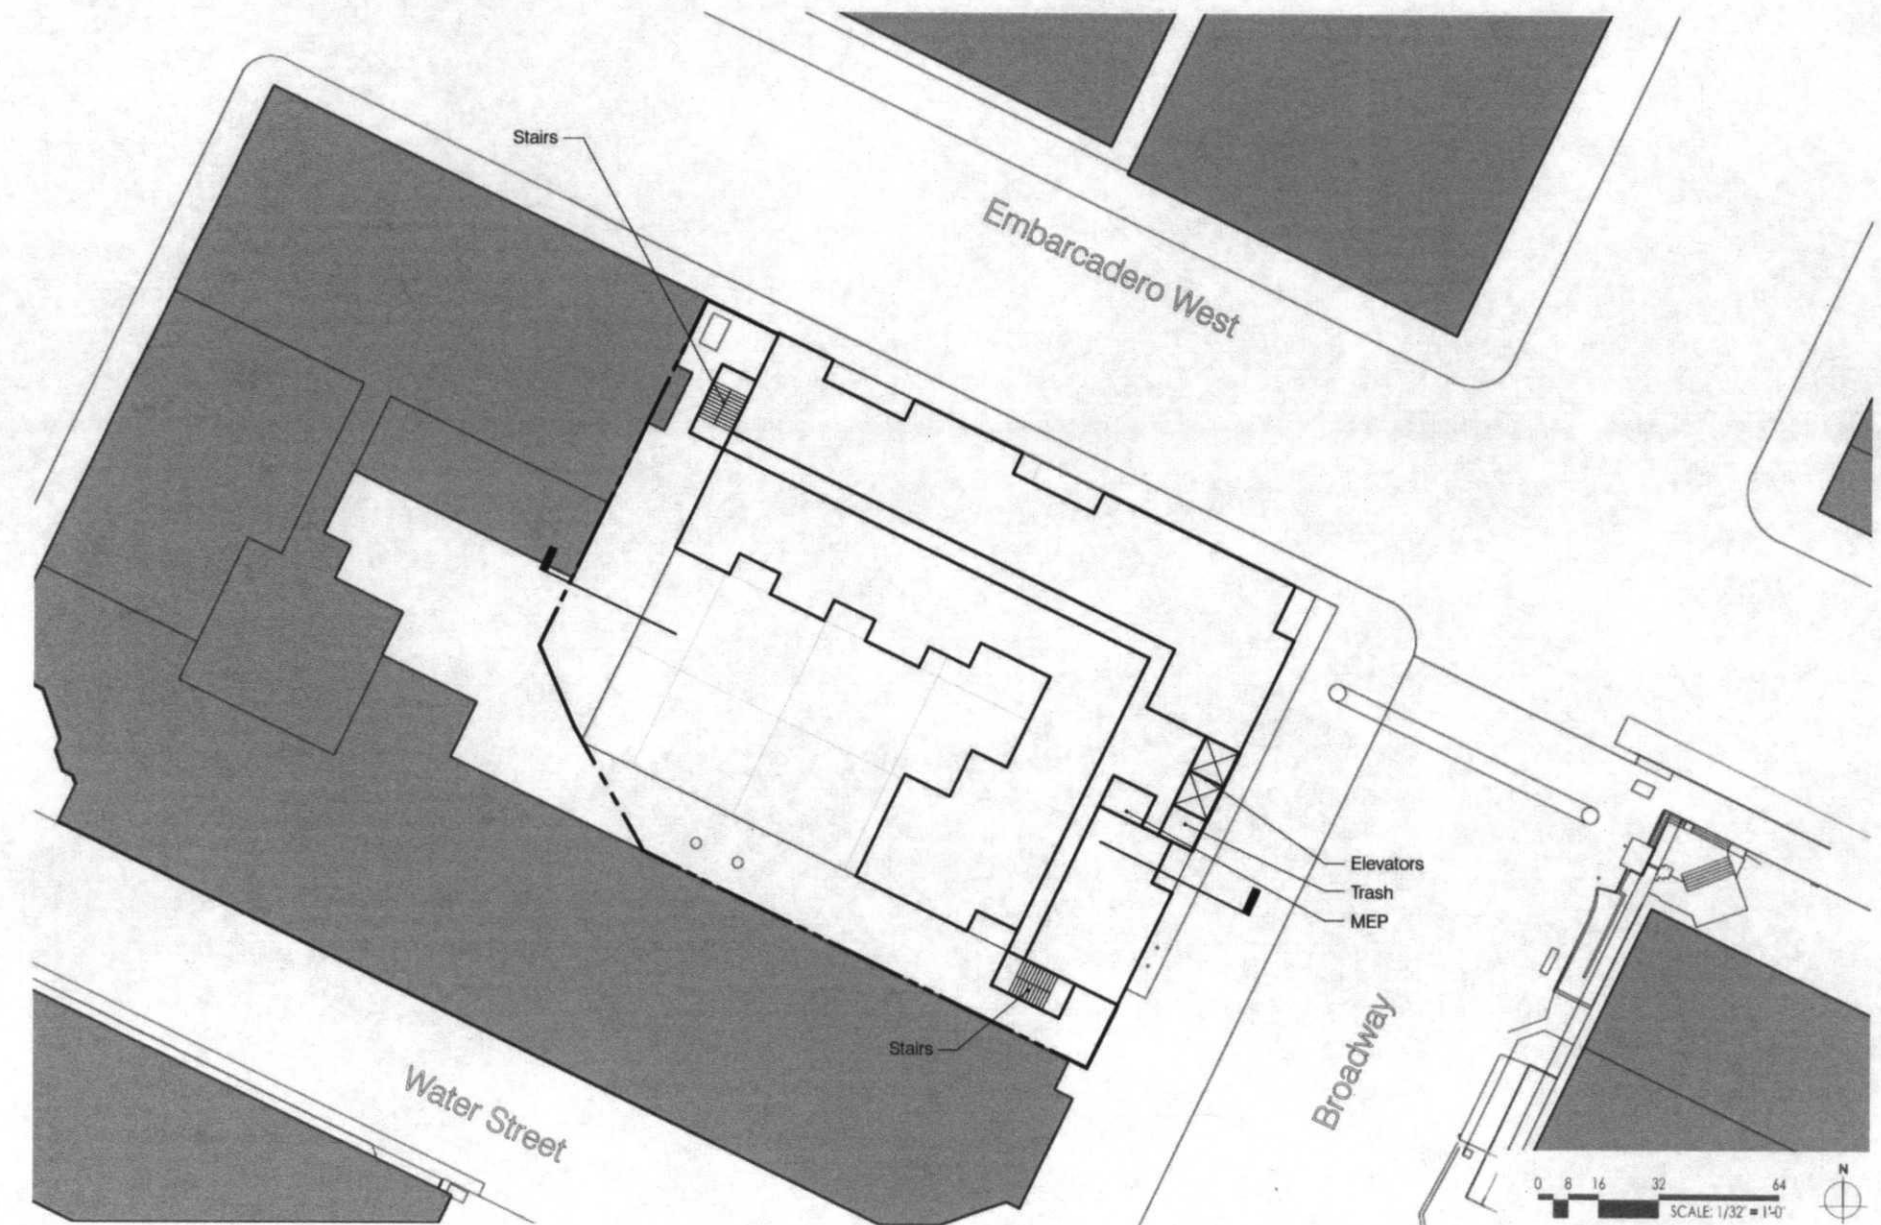 Stairs
Embarcadero West
Elevators
Trash
MEP
Stairs
Broadway
Water Street
N
0 8 16 32 64
SCALE: 1/32" = 1'-0"